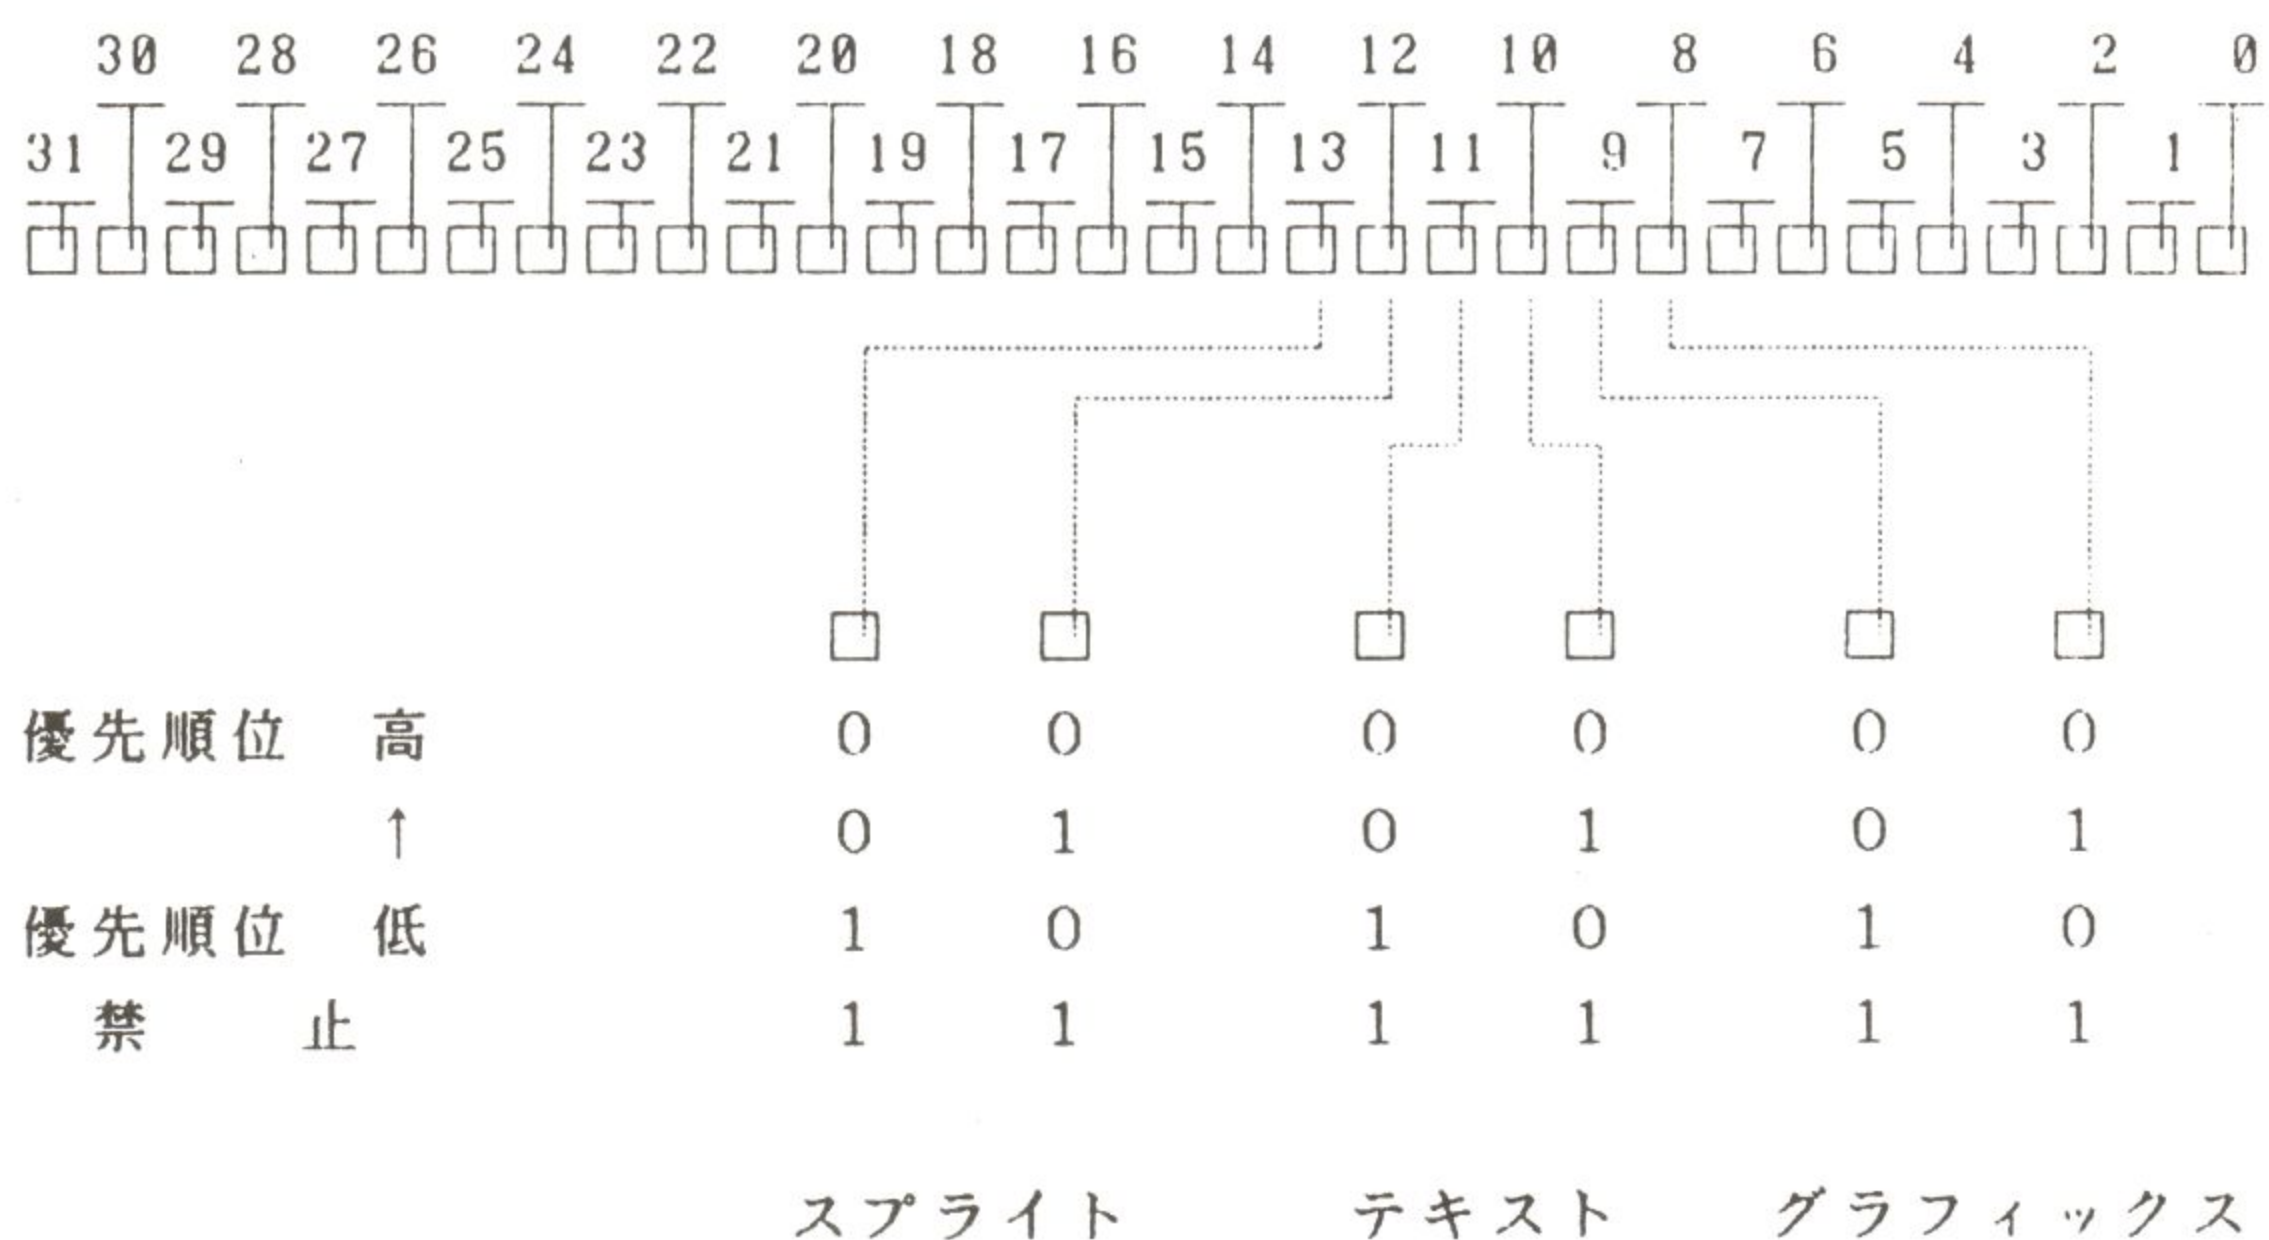 30 28 26 24 22 20 18 16 14 12 10 8 6 4 2 0
31 29 27 25 23 21 19 17 15 13 11 9 7 5 3 1
優先順位 高 0 0 0 0 0 0
↑ 0 1 0 1 0 1
優先順位 低 1 0 1 0 1 0
禁 止 1 1 1 1 1 1
スプライト テキスト グラフィックス